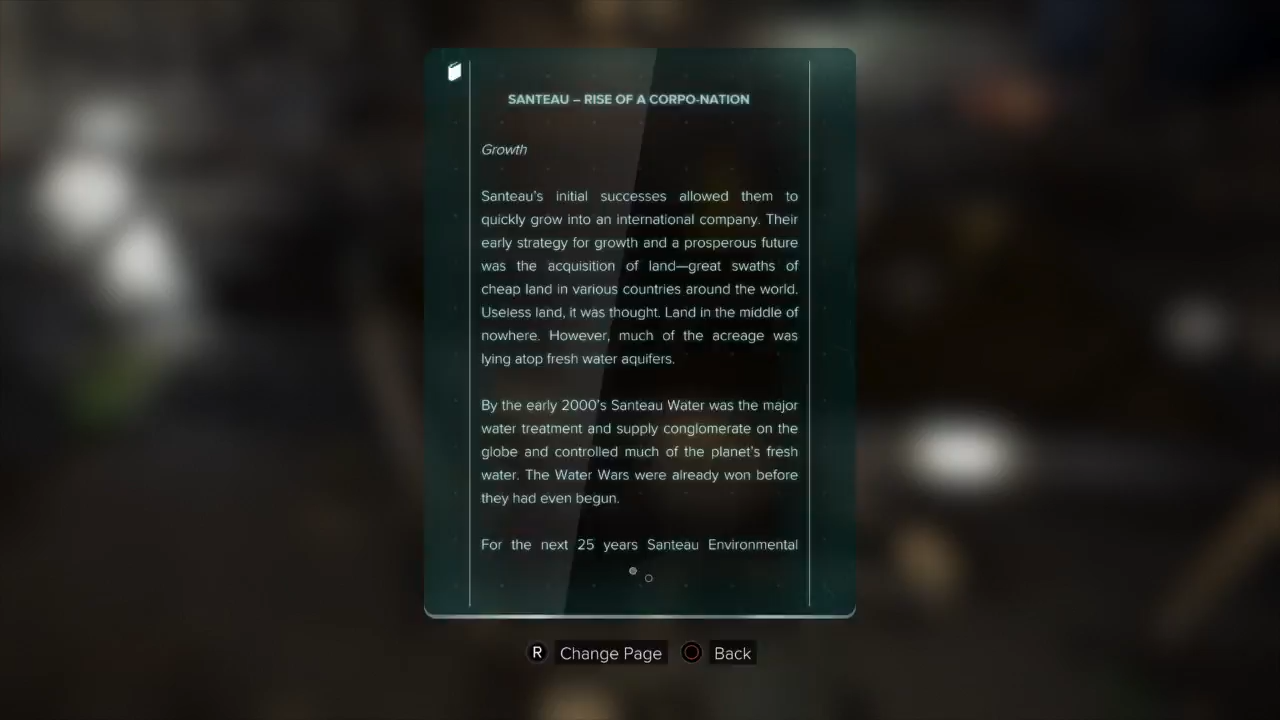 SANTEAU – RISE OF A CORPO-NATION
Growth
Santeau's initial successes allowed them to
quickly grow into an international company. Their
early strategy for growth and a prosperous future
was the acquisition of land—great swaths of
cheap land in various countries around the world.
Useless land, it was thought. Land in the middle of
nowhere. However, much of the acreage was
lying atop fresh water aquifers.
By the early 2000's Santeau Water was the major
water treatment and supply conglomerate on the
globe and controlled much of the planet's fresh
water. The Water Wars were already won before
they had even begun.
For the next 25 years Santeau Environmental
R Change Page Back